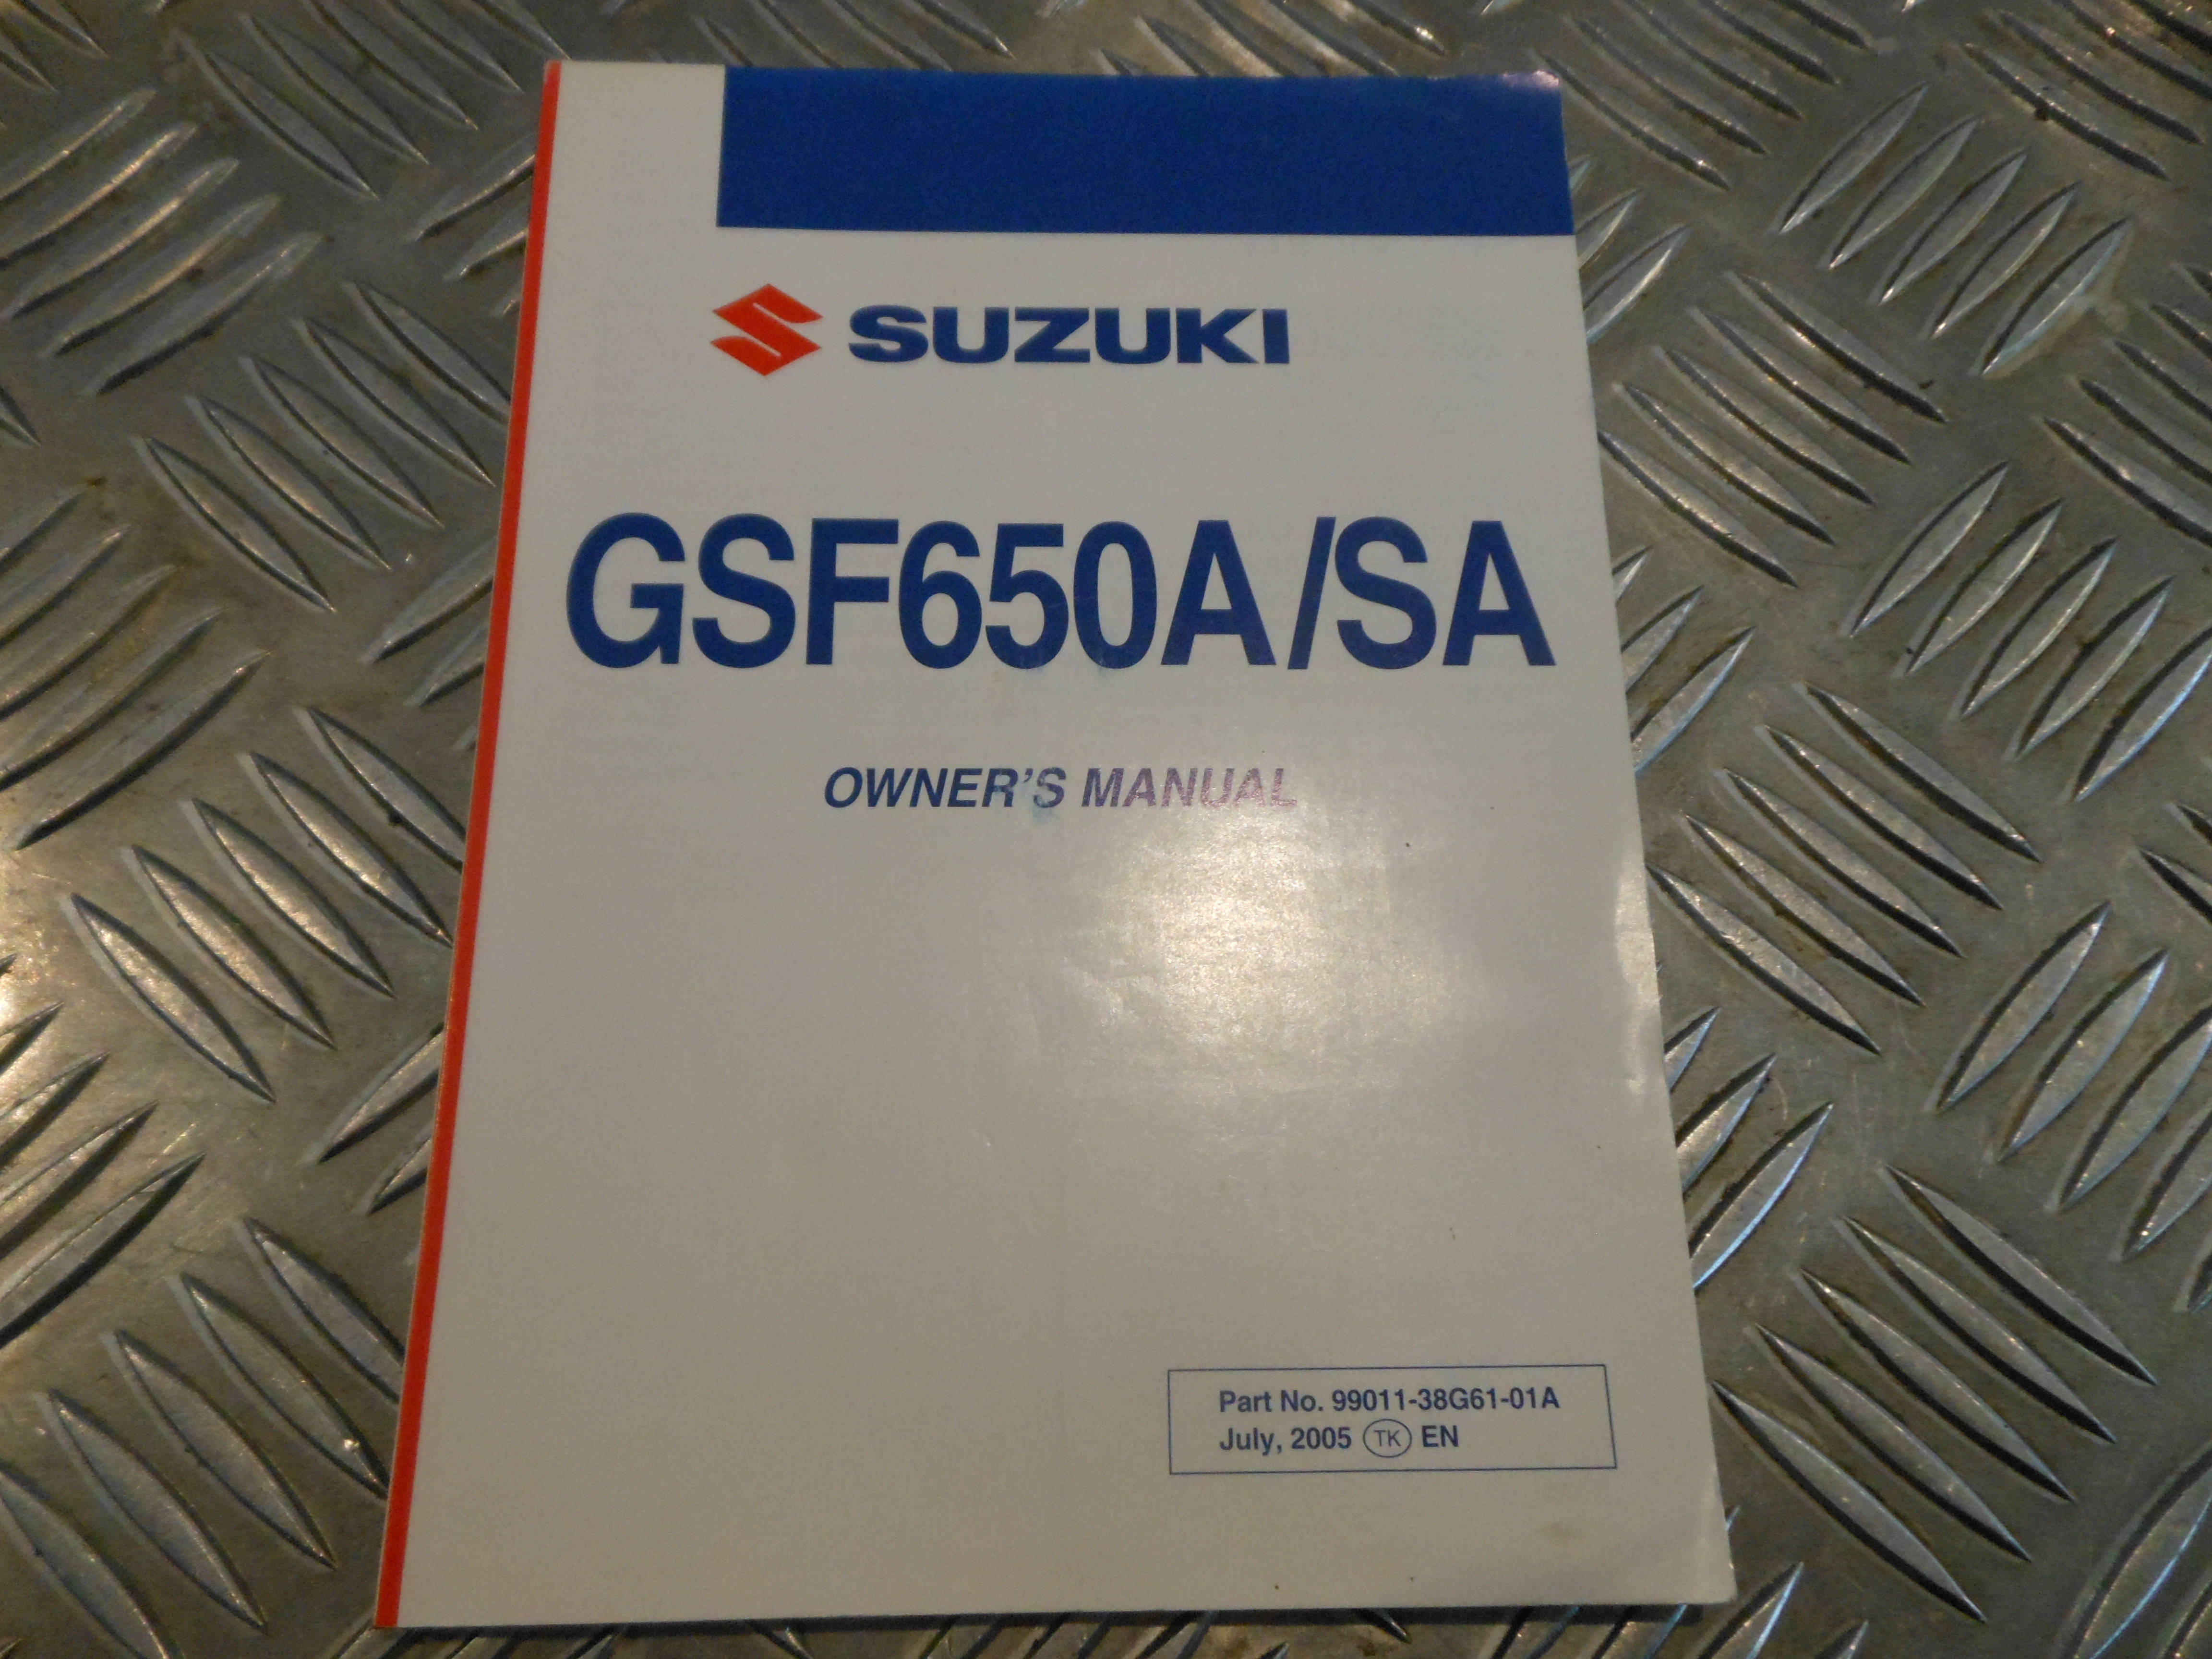 SUZUKI
GSF650A/SA
OWNER'S MANUAL
Part No. 99011-38G61-01A
July, 2005 TK EN